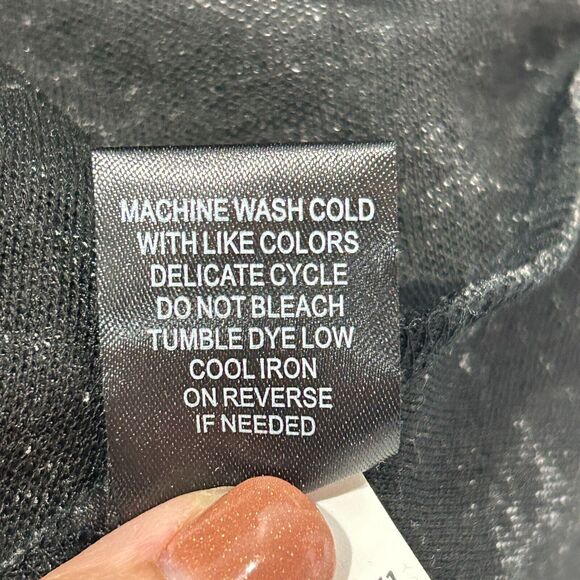 MACHINE WASH COLD
WITH LIKE COLORS
DELICATE CYCLE
DO NOT BLEACH
TUMBLE DYE LOW
COOL IRON
ON REVERSE
IF NEEDED